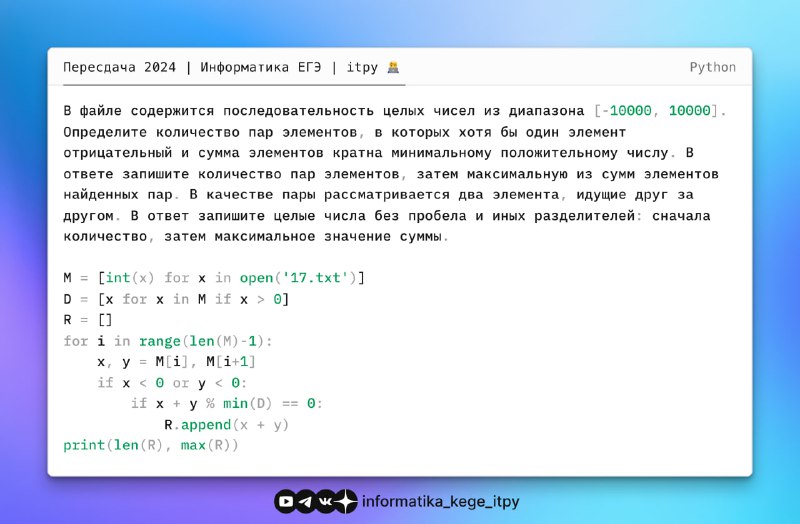 Пересдача 2024 | Информатика ЕГЭ | itpy 👨‍💻
Python
В файле содержится последовательность целых чисел из диапазона [-10000, 10000].
Определите количество пар элементов, в которых хотя бы один элемент
отрицательный и сумма элементов кратна минимальному положительному числу. В
ответе запишите количество пар элементов, затем максимальную из сумм элементов
найденных пар. В качестве пары рассматривается два элемента, идущие друг за
другом. В ответ запишите целые числа без пробела и иных разделителей: сначала
количество, затем максимальное значение суммы.
M = [int(x) for x in open('17.txt')]
D = [x for x in M if x > 0]
R = []
for i in range(len(M)-1):
    x, y = M[i], M[i+1]
    if x < 0 or y < 0:
        if x + y % min(D) == 0:
            R.append(x + y)
print(len(R), max(R))
informatika_kege_itpy